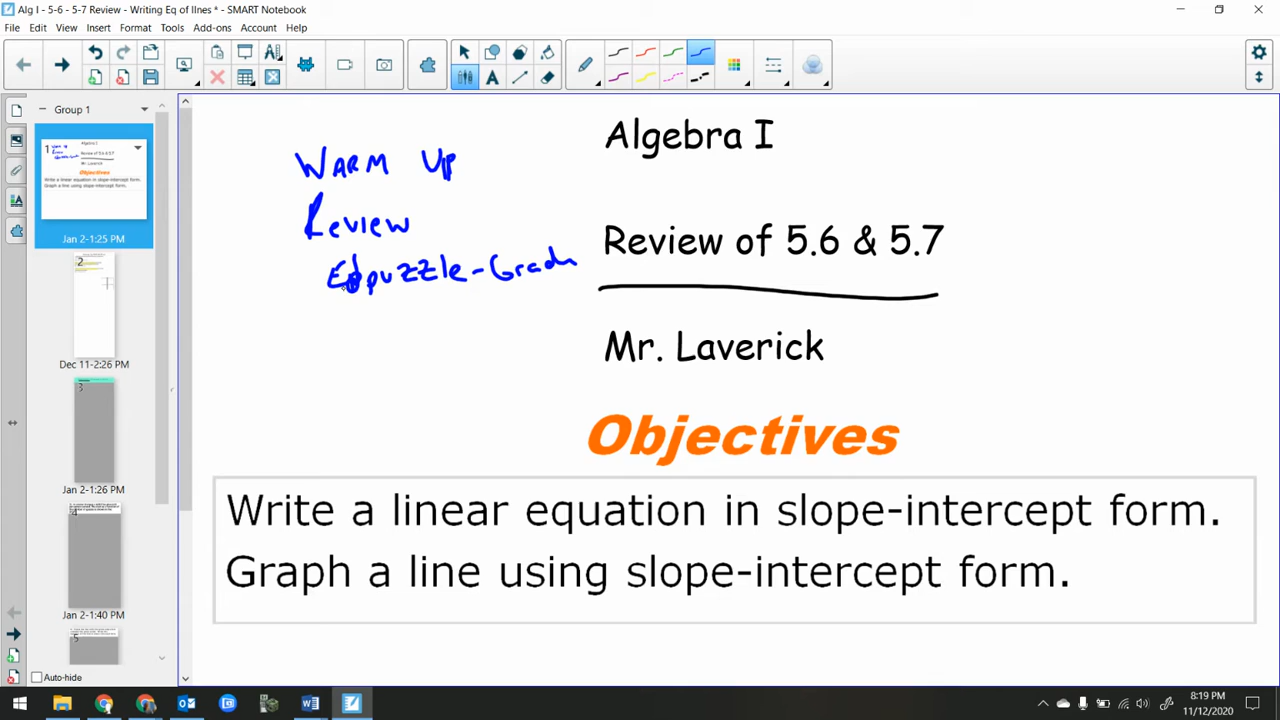 Alg I - 5-6 - 5-7 Review - Writing Eq of lInes * - SMART Notebook
File Edit View Insert Format Tools Add-ons Account Help
Group 1
Jan 2-1:25 PM
Dec 11-2:26 PM
Jan 2-1:26 PM
Jan 2-1:40 PM
Auto-hide
Algebra I
WARM UP
Review
Review of 5.6 & 5.7
Mr. Laverick
Objectives
Write a linear equation in slope-intercept form.
Graph a line using slope-intercept form.
8:19 PM
11/12/2020